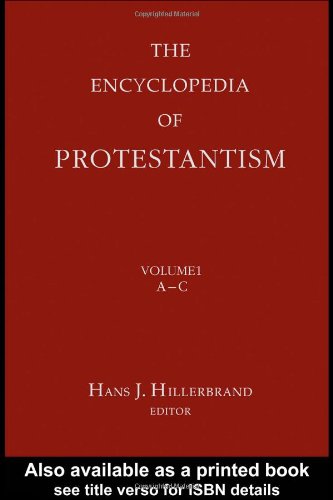 THE
ENCYCLOPEDIA
OF
PROTESTANTISM
VOLUME1
A–C
HANS J. HILLERBRAND
EDITOR
Also available as a printed book
see title verso for ISBN details